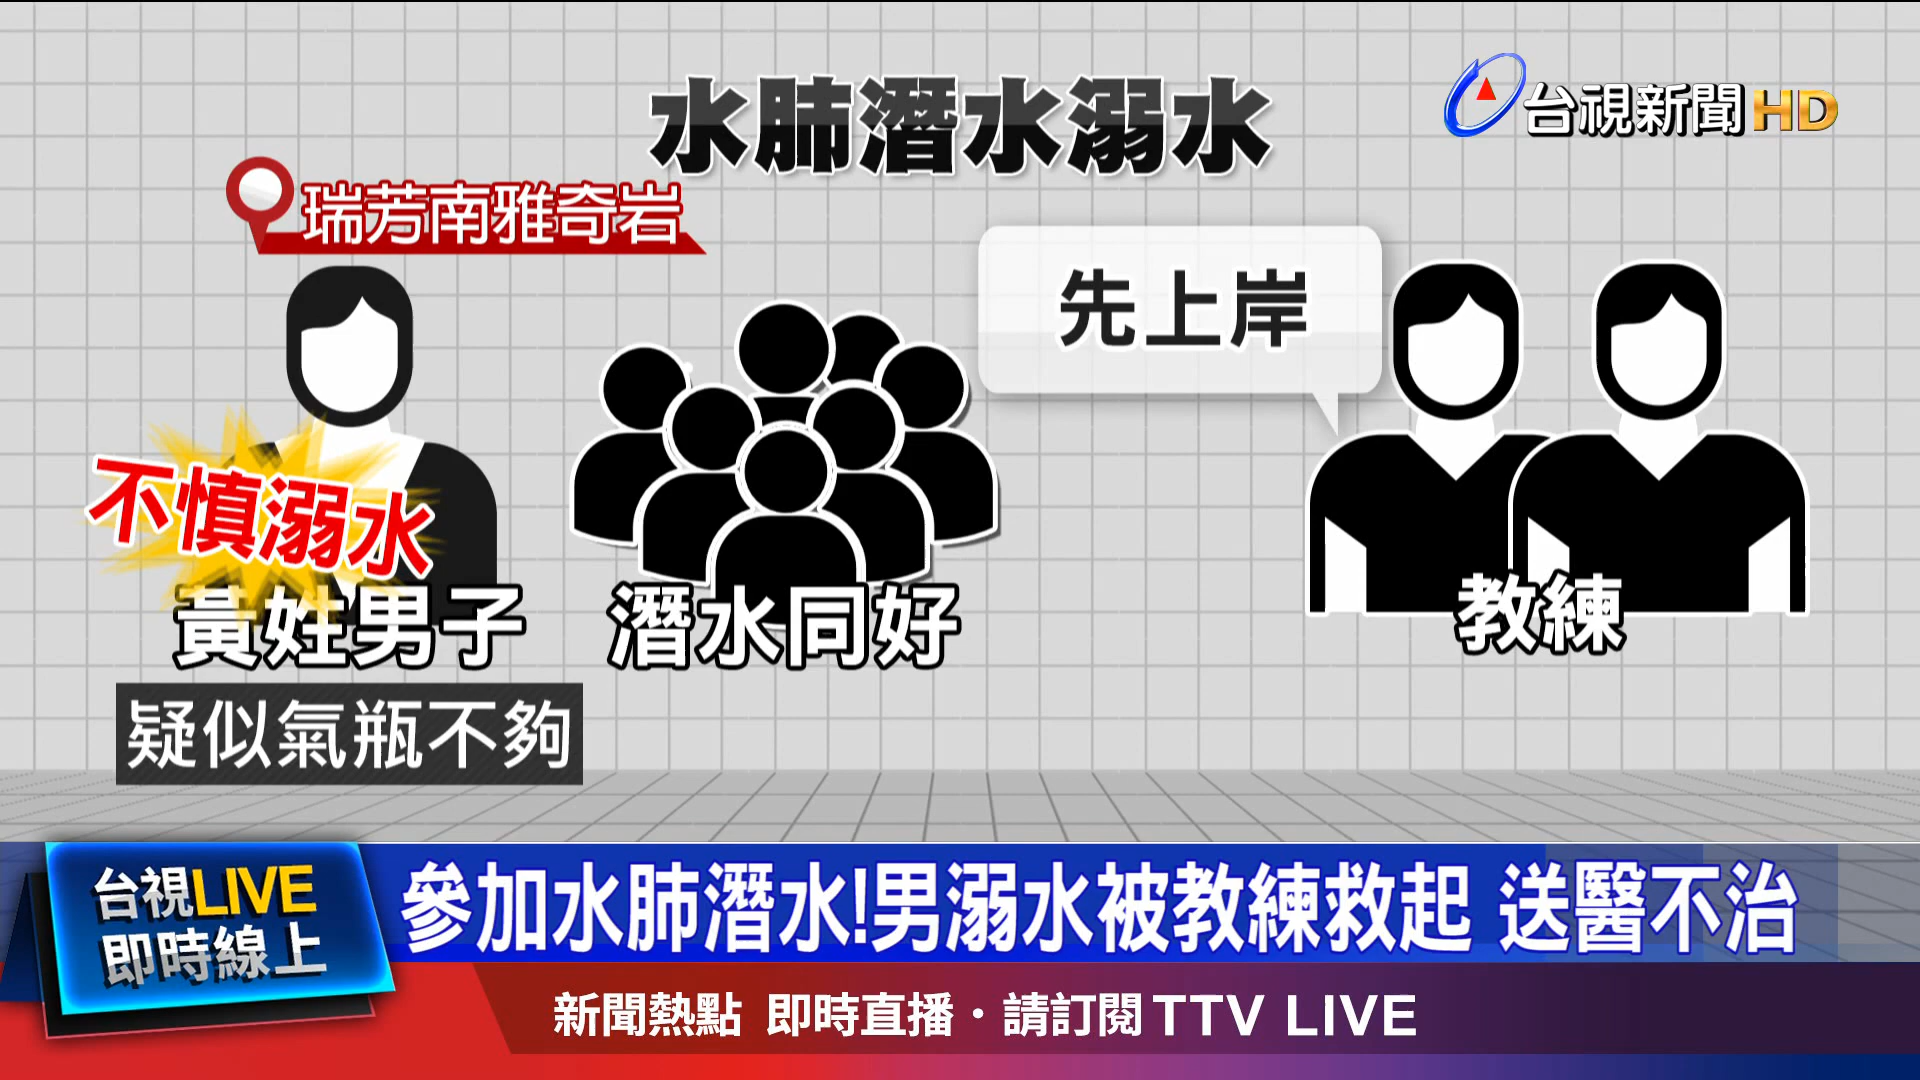 水肺潛水溺水
台視新聞HD
瑞芳南雅奇岩
先上岸
不慎溺水
黃姓男子
潛水同好
教練
疑似氣瓶不夠
台視LIVE
即時線上
參加水肺潛水!男溺水被教練救起 送醫不治
新聞熱點 即時直播・請訂閱TTV LIVE